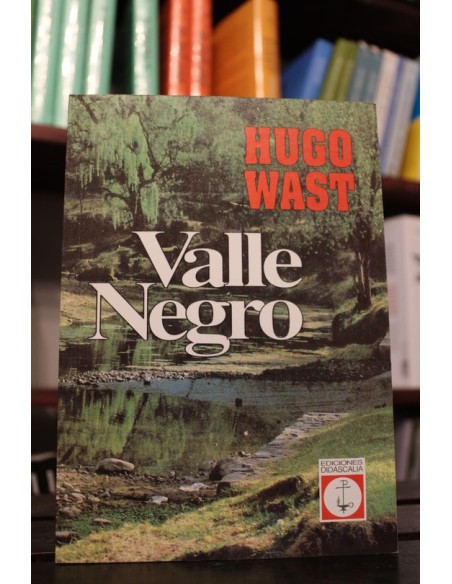 HUGO
WAST
Valle
Negro
EDICIONES
DIDASCALIA